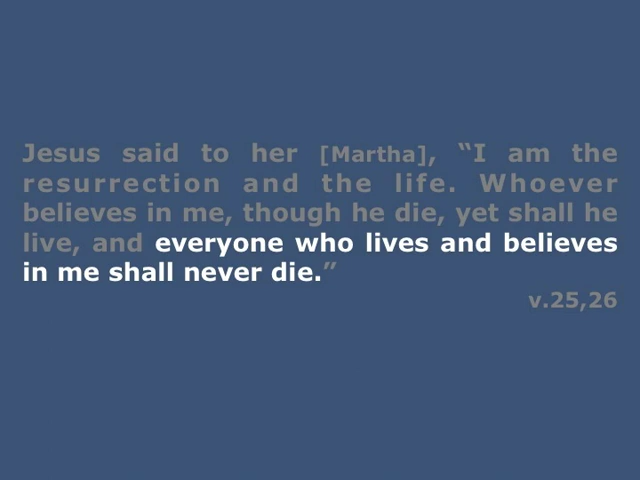 Jesus said to her [Martha], “I am the
resurrection and the life. Whoever
believes in me, though he die, yet shall he
live, and everyone who lives and believes
in me shall never die.”
v.25,26